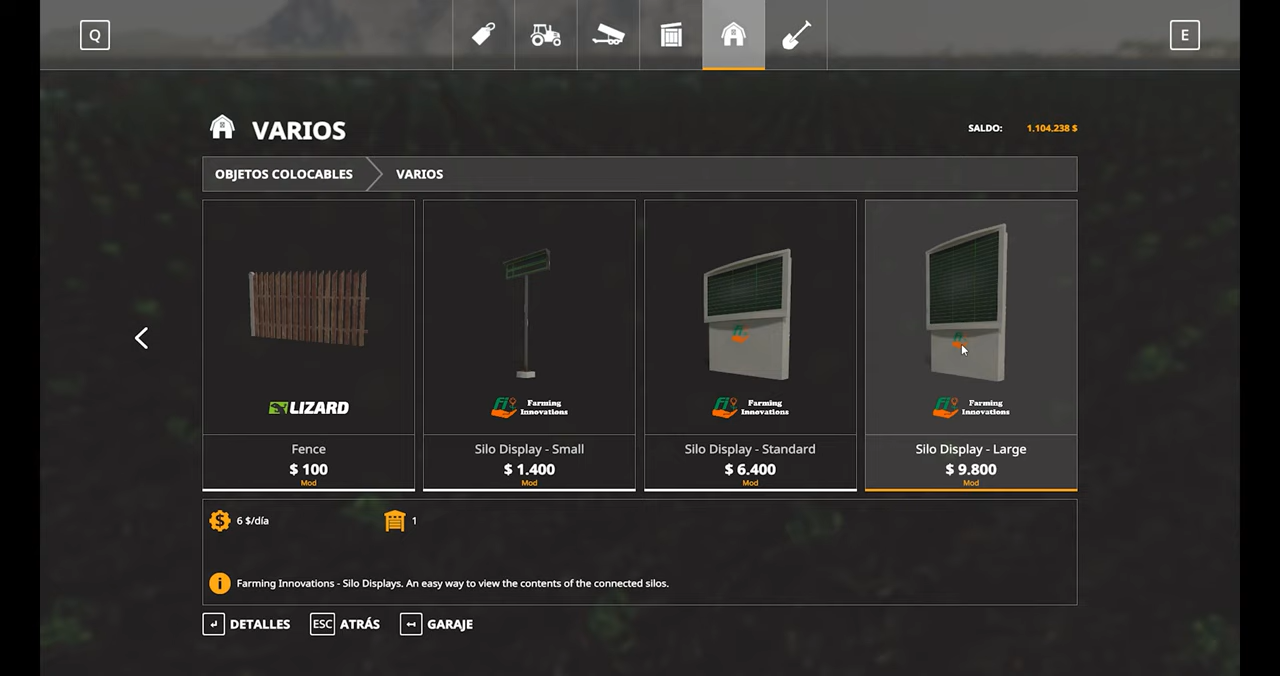 Q
E
VARIOS
SALDO: 1.104.238 $
OBJETOS COLOCABLES VARIOS
LIZARD
Farming
Innovations
Farming
Innovations
Farming
Innovations
Fence
$ 100
Mod
Silo Display - Small
$ 1.400
Mod
Silo Display - Standard
$ 6.400
Mod
Silo Display - Large
$ 9.800
Mod
6 $/día
1
Farming Innovations - Silo Displays. An easy way to view the contents of the connected silos.
DETALLES ESC ATRÁS GARAJE